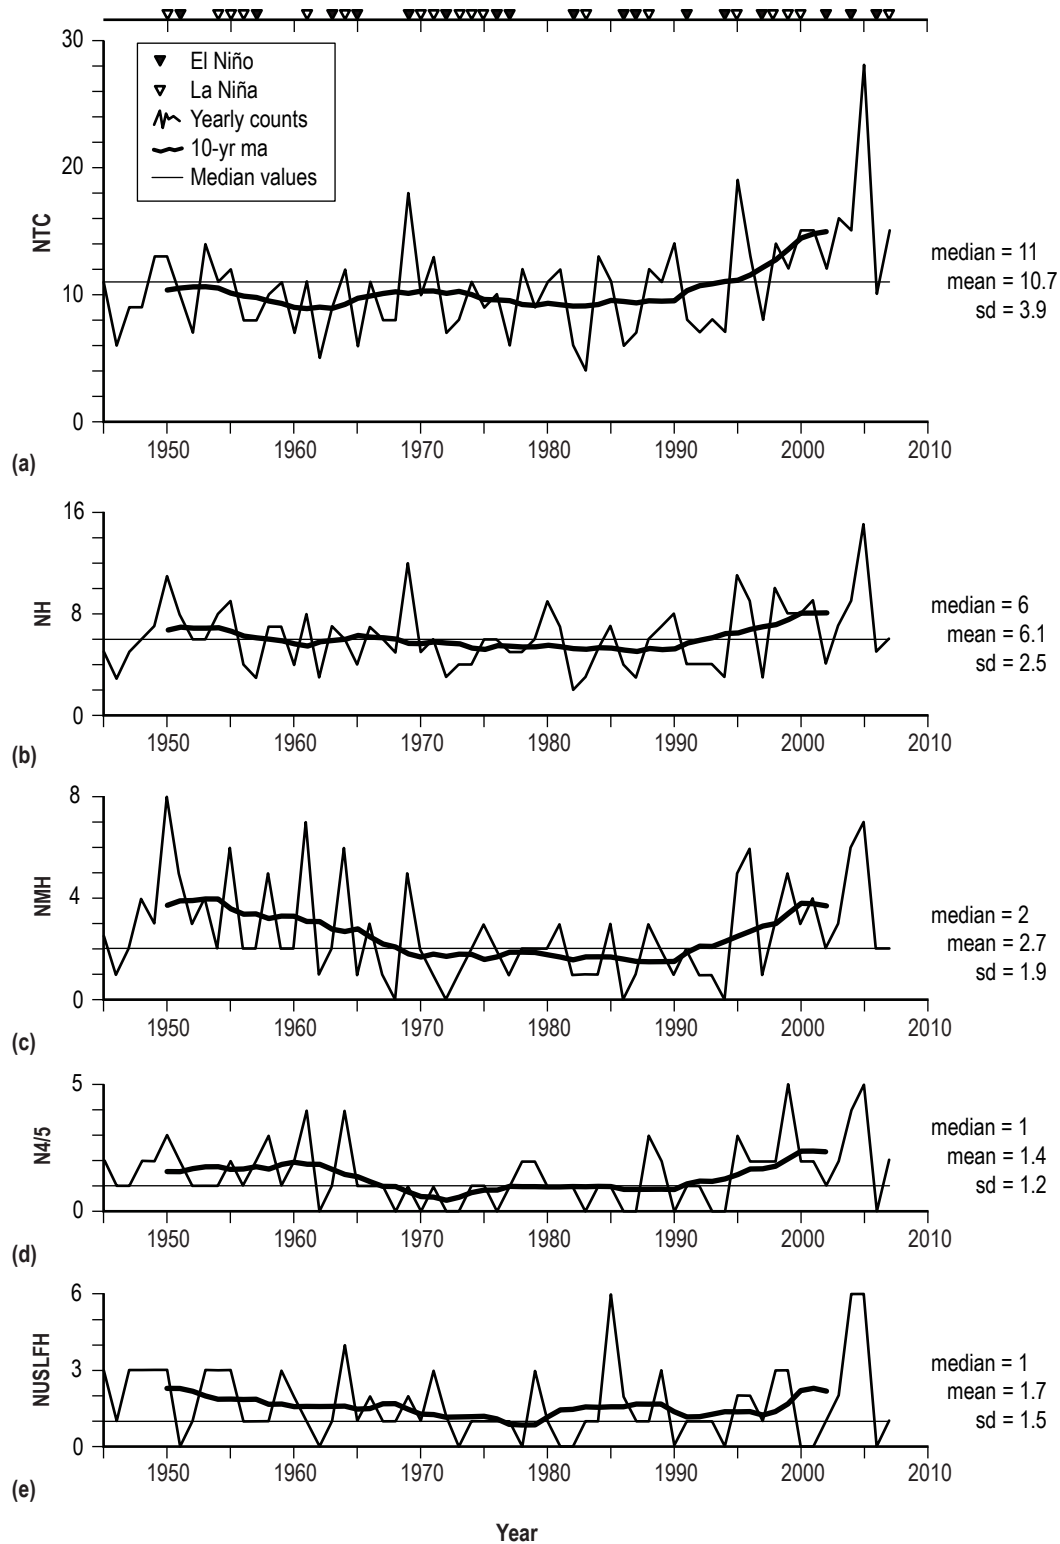 30
20
10
0
NTC
El Niño
La Niña
Yearly counts
10-yr ma
Median values
median = 11
mean = 10.7
sd = 3.9
1950 1960 1970 1980 1990 2000 2010
(a)
16
8
0
NH
median = 6
mean = 6.1
sd = 2.5
1950 1960 1970 1980 1990 2000 2010
(b)
8
4
0
NMH
median = 2
mean = 2.7
sd = 1.9
1950 1960 1970 1980 1990 2000 2010
(c)
5
0
N4/5
median = 1
mean = 1.4
sd = 1.2
1950 1960 1970 1980 1990 2000 2010
(d)
6
3
0
NUSLFH
median = 1
mean = 1.7
sd = 1.5
1950 1960 1970 1980 1990 2000 2010
(e)
Year